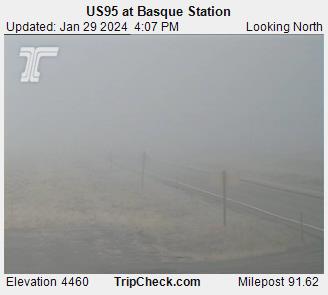 US95 at Basque Station
Updated: Jan 29 2024 4:07 PM Looking North
Elevation 4460 TripCheck.com Milepost 91.62